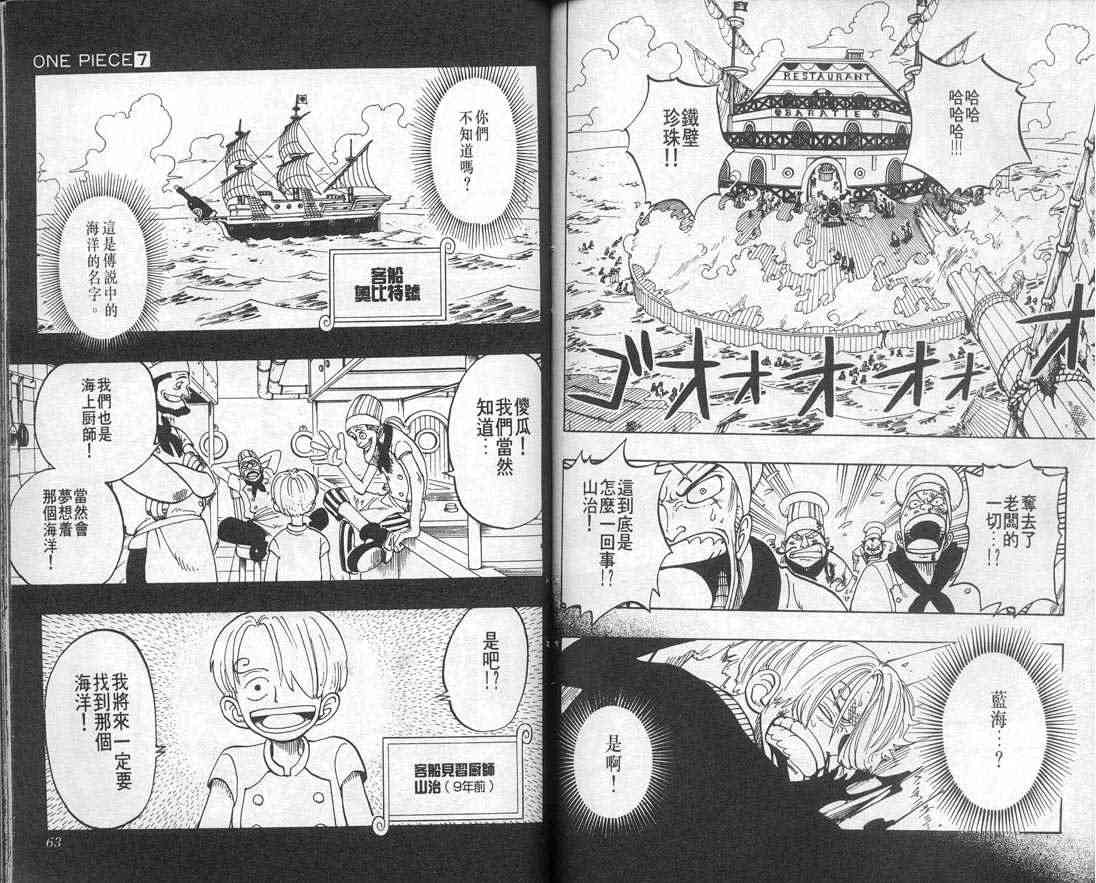 哈哈
哈哈哈
哈哈!!!
鐵壁
珍珠!!
RESTAURANT
BARATIE
ゴオオオオオ
奪去了
老闆的
一切…!?
這到底是
怎麼一回事!?
山治!
藍海…?
是啊!
ONE PIECE 7
你們
不知道嗎?
這是傳說中的
海洋的名字。
客船
奧比特號
傻瓜!
我們當然
知道…
我們也是
海上厨師!
當然會
夢想着
那個海洋!
是吧!?
我將來一定要
找到那個
海洋!
客船見習厨師
山治(9年前)
63